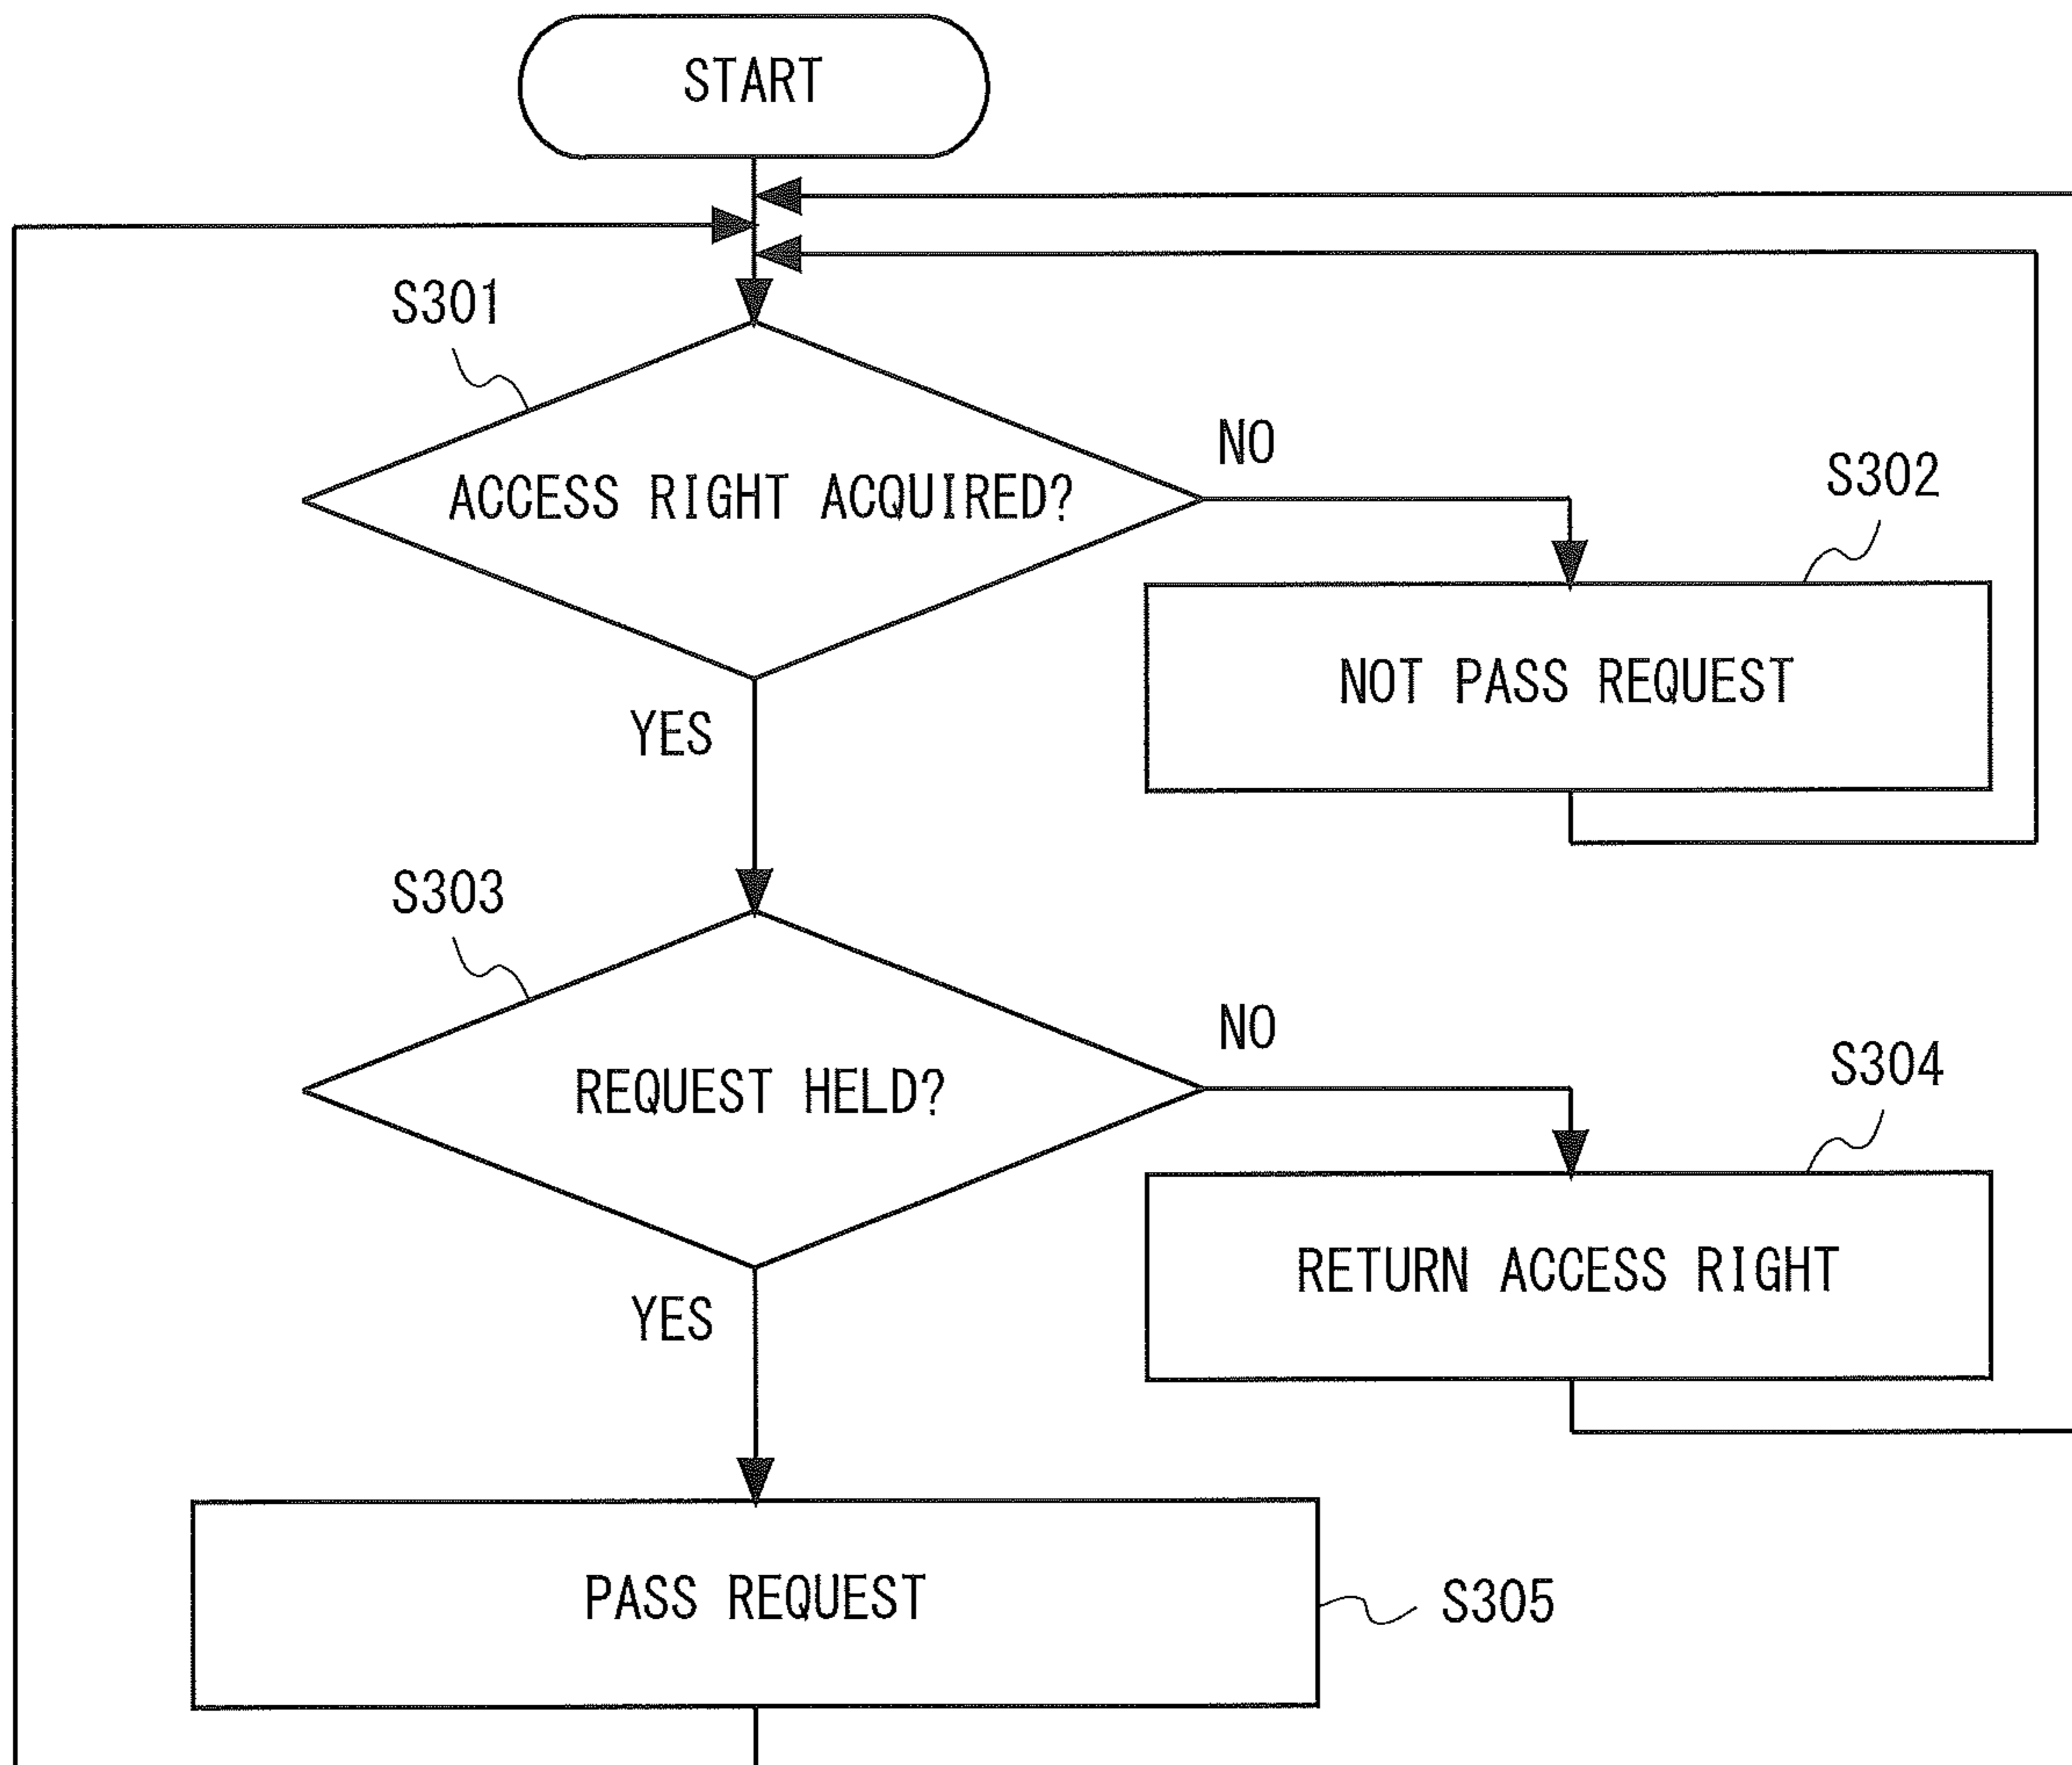 START
S301
ACCESS RIGHT ACQUIRED?
NO
S302
NOT PASS REQUEST
YES
S303
REQUEST HELD?
NO
S304
RETURN ACCESS RIGHT
YES
PASS REQUEST
S305